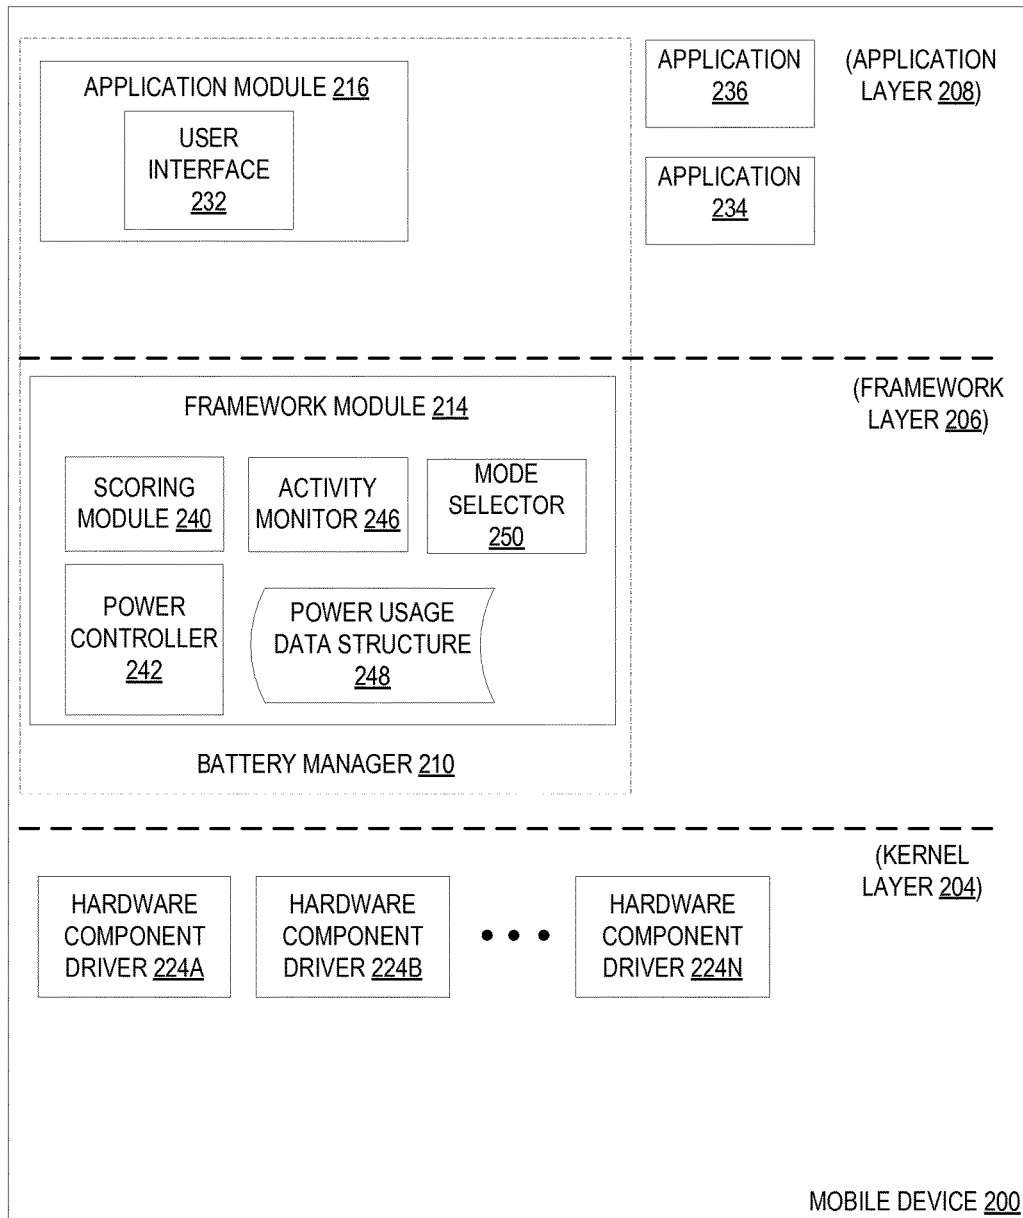 APPLICATION MODULE 216
USER
INTERFACE
232
APPLICATION
236
(APPLICATION
LAYER 208)
APPLICATION
234
(FRAMEWORK
LAYER 206)
FRAMEWORK MODULE 214
SCORING
MODULE 240
ACTIVITY
MONITOR 246
MODE
SELECTOR
250
POWER
CONTROLLER
242
POWER USAGE
DATA STRUCTURE
248
BATTERY MANAGER 210
(KERNEL
LAYER 204)
HARDWARE
COMPONENT
DRIVER 224A
HARDWARE
COMPONENT
DRIVER 224B
HARDWARE
COMPONENT
DRIVER 224N
MOBILE DEVICE 200